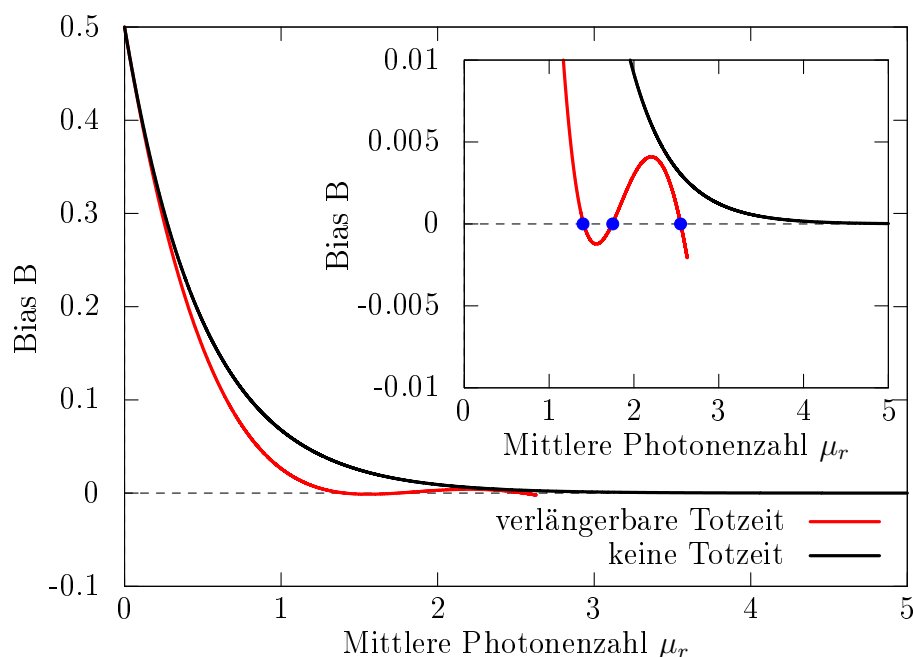 0.5
0.4
0.3
0.2
0.1
0
-0.1
Bias B
0 1 2 3 4 5
Mittlere Photonenzahl μr
verlängerbare Totzeit
keine Totzeit
0.01
0.005
0
-0.005
-0.01
Bias B
0 1 2 3 4 5
Mittlere Photonenzahl μr